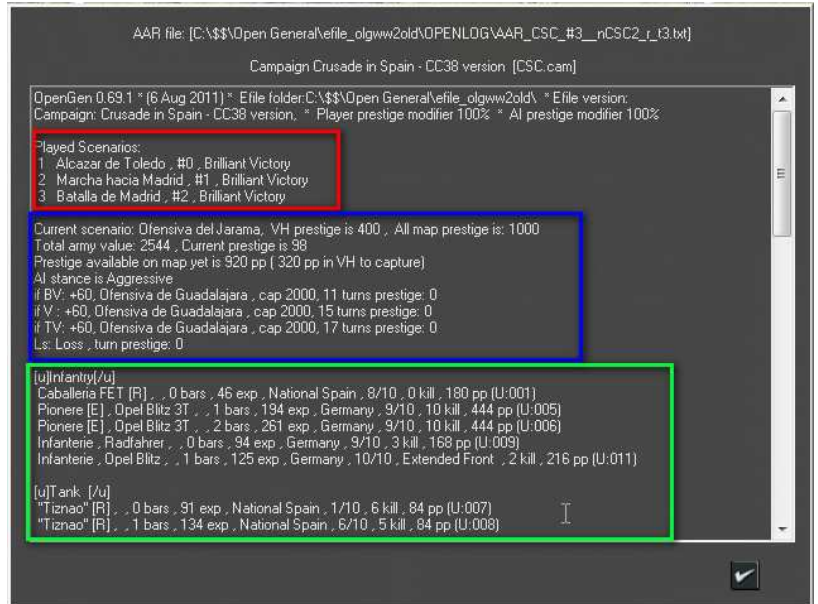 AAR file: [C:\$$\Open General\efile_olgww2old\OPENLOG\AAR_CSC_#3__nCSC2_r_t3.txt]
Campaign Crusade in Spain - CC38 version  [CSC.cam]
OpenGen 0.69.1 * (6 Aug 2011) *  Efile folder:C:\$$\Open General\efile_olgww2old\  * Efile version:
Campaign: Crusade in Spain - CC38 version,  *  Player prestige modifier 100%  * AI prestige modifier 100%
Played Scenarios:
1   Alcazar de Toledo , #0 , Brilliant Victory
2   Marcha hacia Madrid , #1 , Brilliant Victory
3   Batalla de Madrid , #2 , Brilliant Victory
Current scenario: Ofensiva del Jarama,  VH prestige is 400 ,  All map prestige is: 1000
Total army value: 2544 , Current prestige is 98
Prestige available on map yet is 920 pp ( 320 pp in VH to capture)
AI stance is Aggressive
if BV: +60, Ofensiva de Guadalajara , cap 2000, 11 turns prestige: 0
if V : +60, Ofensiva de Guadalajara , cap 2000, 15 turns prestige: 0
if TV: +60, Ofensiva de Guadalajara , cap 2000, 17 turns prestige: 0
Ls: Loss , turn prestige: 0
[u]Infantry[/u]
Caballeria FET [R] ,  , 0 bars , 46 exp , National Spain , 8/10 , 0 kill , 180 pp (U:001)
Pionere [E] , Opel Blitz 3T ,  , 1 bars , 194 exp , Germany , 9/10 , 10 kill , 444 pp (U:005)
Pionere [E] , Opel Blitz 3T ,  , 2 bars , 261 exp , Germany , 9/10 , 10 kill , 444 pp (U:006)
Infanterie , Radfahrer ,  , 0 bars , 94 exp , Germany , 9/10 , 3 kill , 168 pp (U:009)
Infanterie , Opel Blitz ,  , 1 bars , 125 exp , Germany , 10/10 , Extended Front  , 2 kill , 216 pp (U:011)
[u]Tank  [/u]
"Tiznao" [R] ,  , 0 bars , 91 exp , National Spain , 1/10 , 6 kill , 84 pp (U:007)
"Tiznao" [R] ,  , 1 bars , 134 exp , National Spain , 6/10 , 5 kill , 84 pp (U:008)